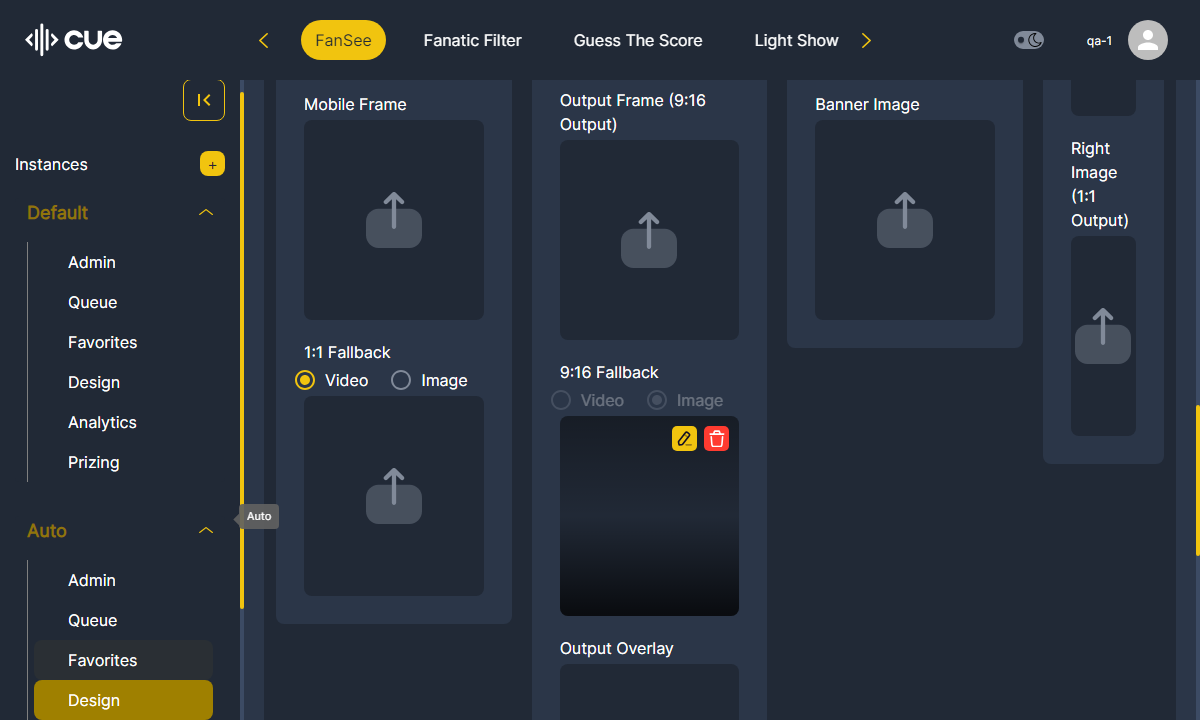 cue
FanSee
Fanatic Filter
Guess The Score
Light Show
qa-1
Instances
+
Default
Admin
Queue
Favorites
Design
Analytics
Prizing
Auto
Admin
Queue
Favorites
Design
Auto
Mobile Frame
1:1 Fallback
Video
Image
Output Frame (9:16
Output)
9:16 Fallback
Video
Image
Output Overlay
Banner Image
Right
Image
(1:1
Output)